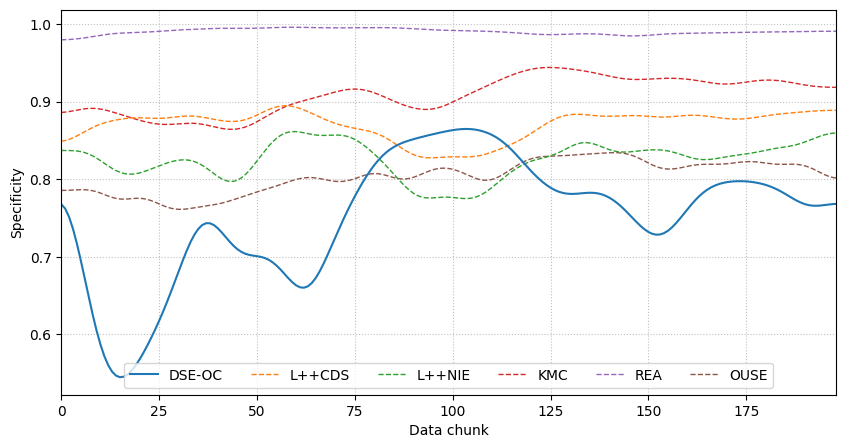 1.0
0.9
0.8
0.7
0.6
Specificity
DSE-OC L++CDS L++NIE KMC REA OUSE
0 25 50 75 100 125 150 175
Data chunk